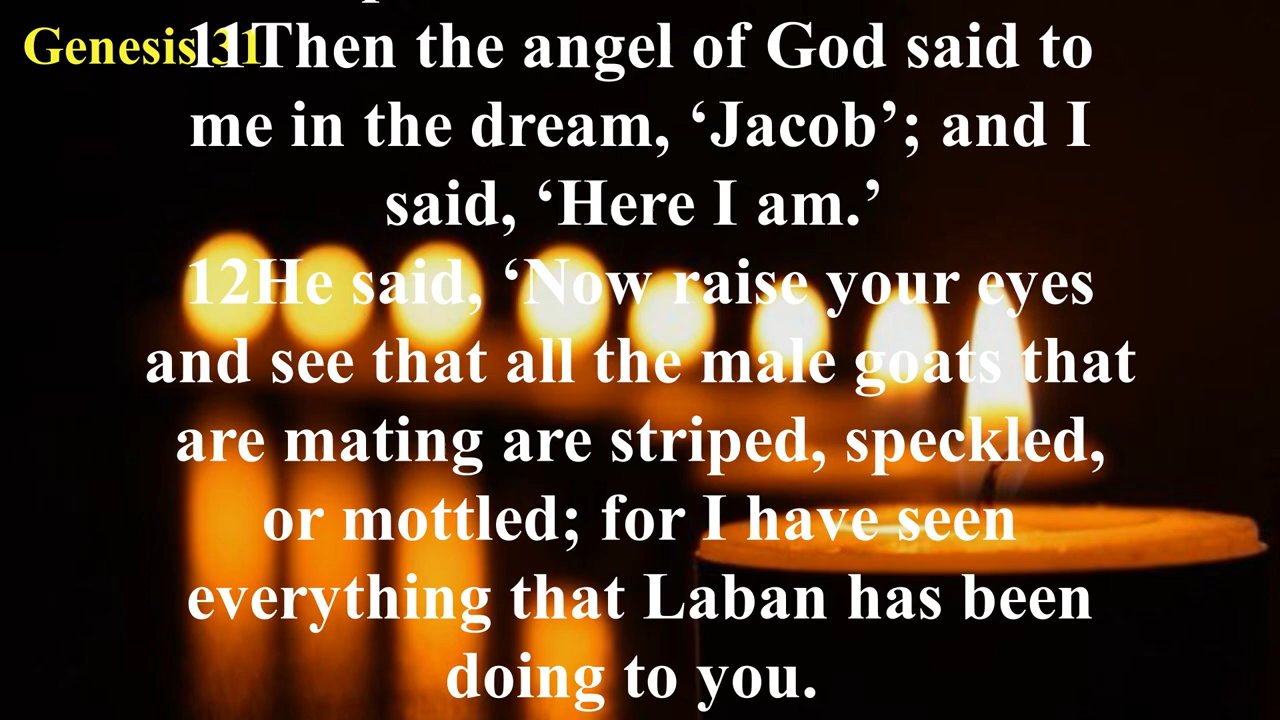 Genesis 31
11Then the angel of God said to
me in the dream, ‘Jacob’; and I
said, ‘Here I am.’
12He said, ‘Now raise your eyes
and see that all the male goats that
are mating are striped, speckled,
or mottled; for I have seen
everything that Laban has been
doing to you.